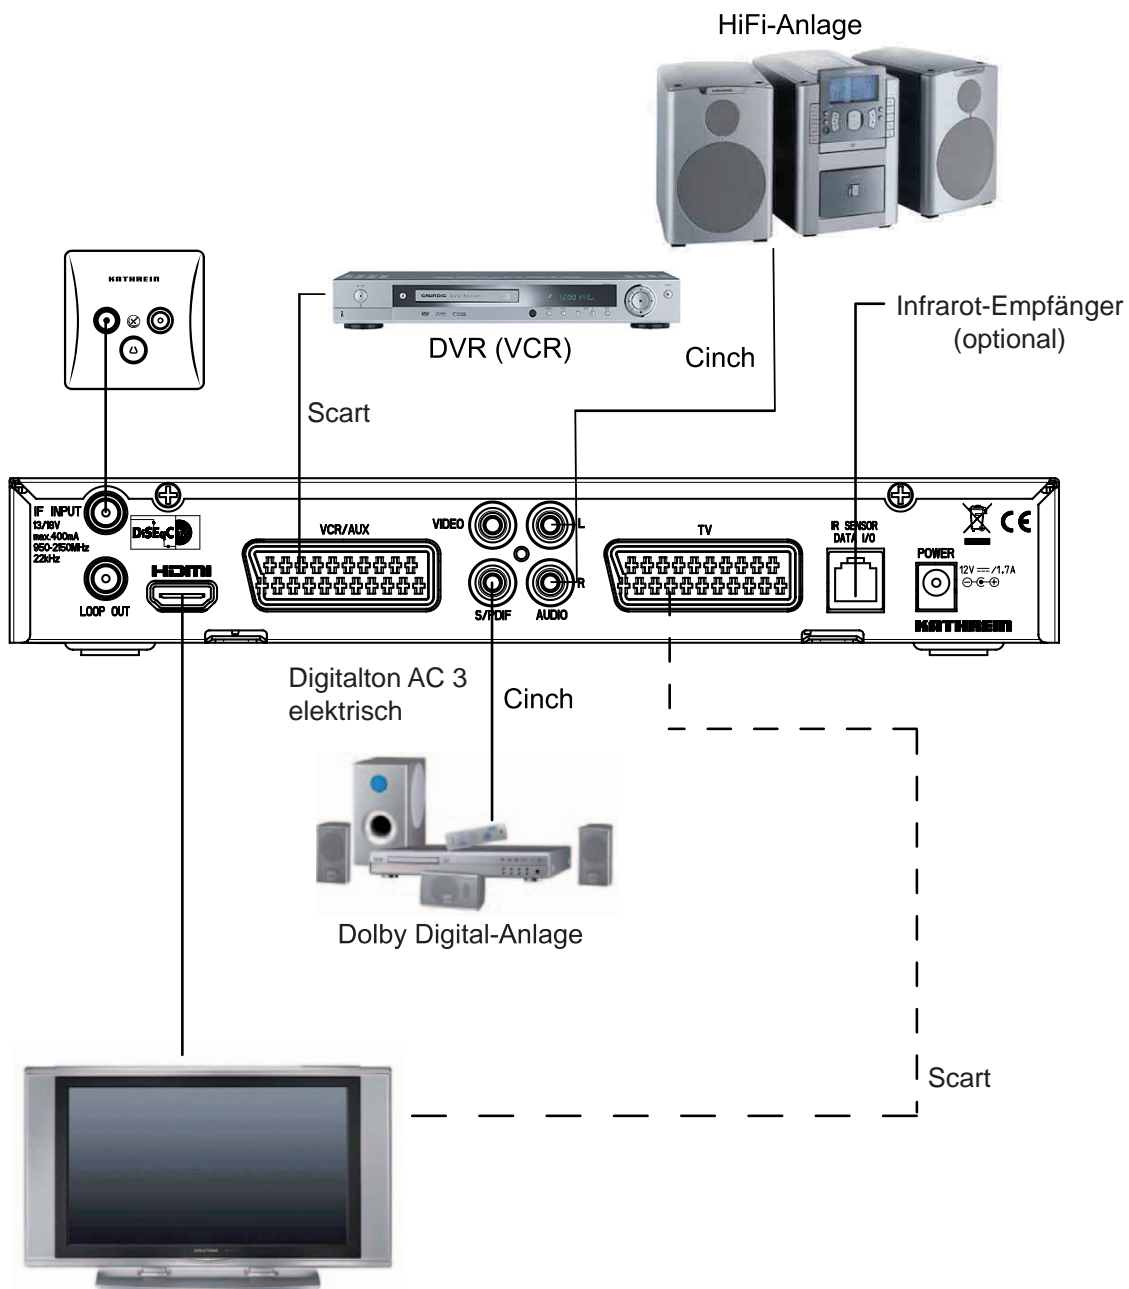 HiFi-Anlage
KATHREIN
GRUNDIG
DVR (VCR)
Cinch
Infrarot-Empfänger
(optional)
Scart
IF INPUT
13/18V
max.400mA
950-2150MHz
22kHz
DiSEqC
LOOP OUT
HDMI
VCR/AUX
VIDEO
L
R
S/PDIF
AUDIO
TV
IR SENSOR
DATA I/O
POWER
12V /1.7A
CE
KATHREIN
Digitalton AC 3
elektrisch
Cinch
Dolby Digital-Anlage
Scart